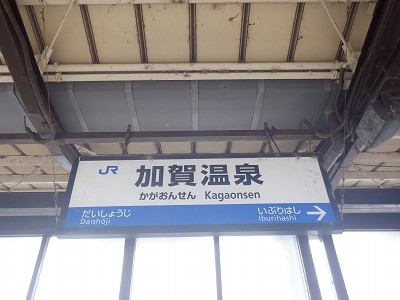 JR 加賀温泉
かがおんせん Kagaonsen
だいしょうじ いぶりはし →
Daishōji Iburihashi